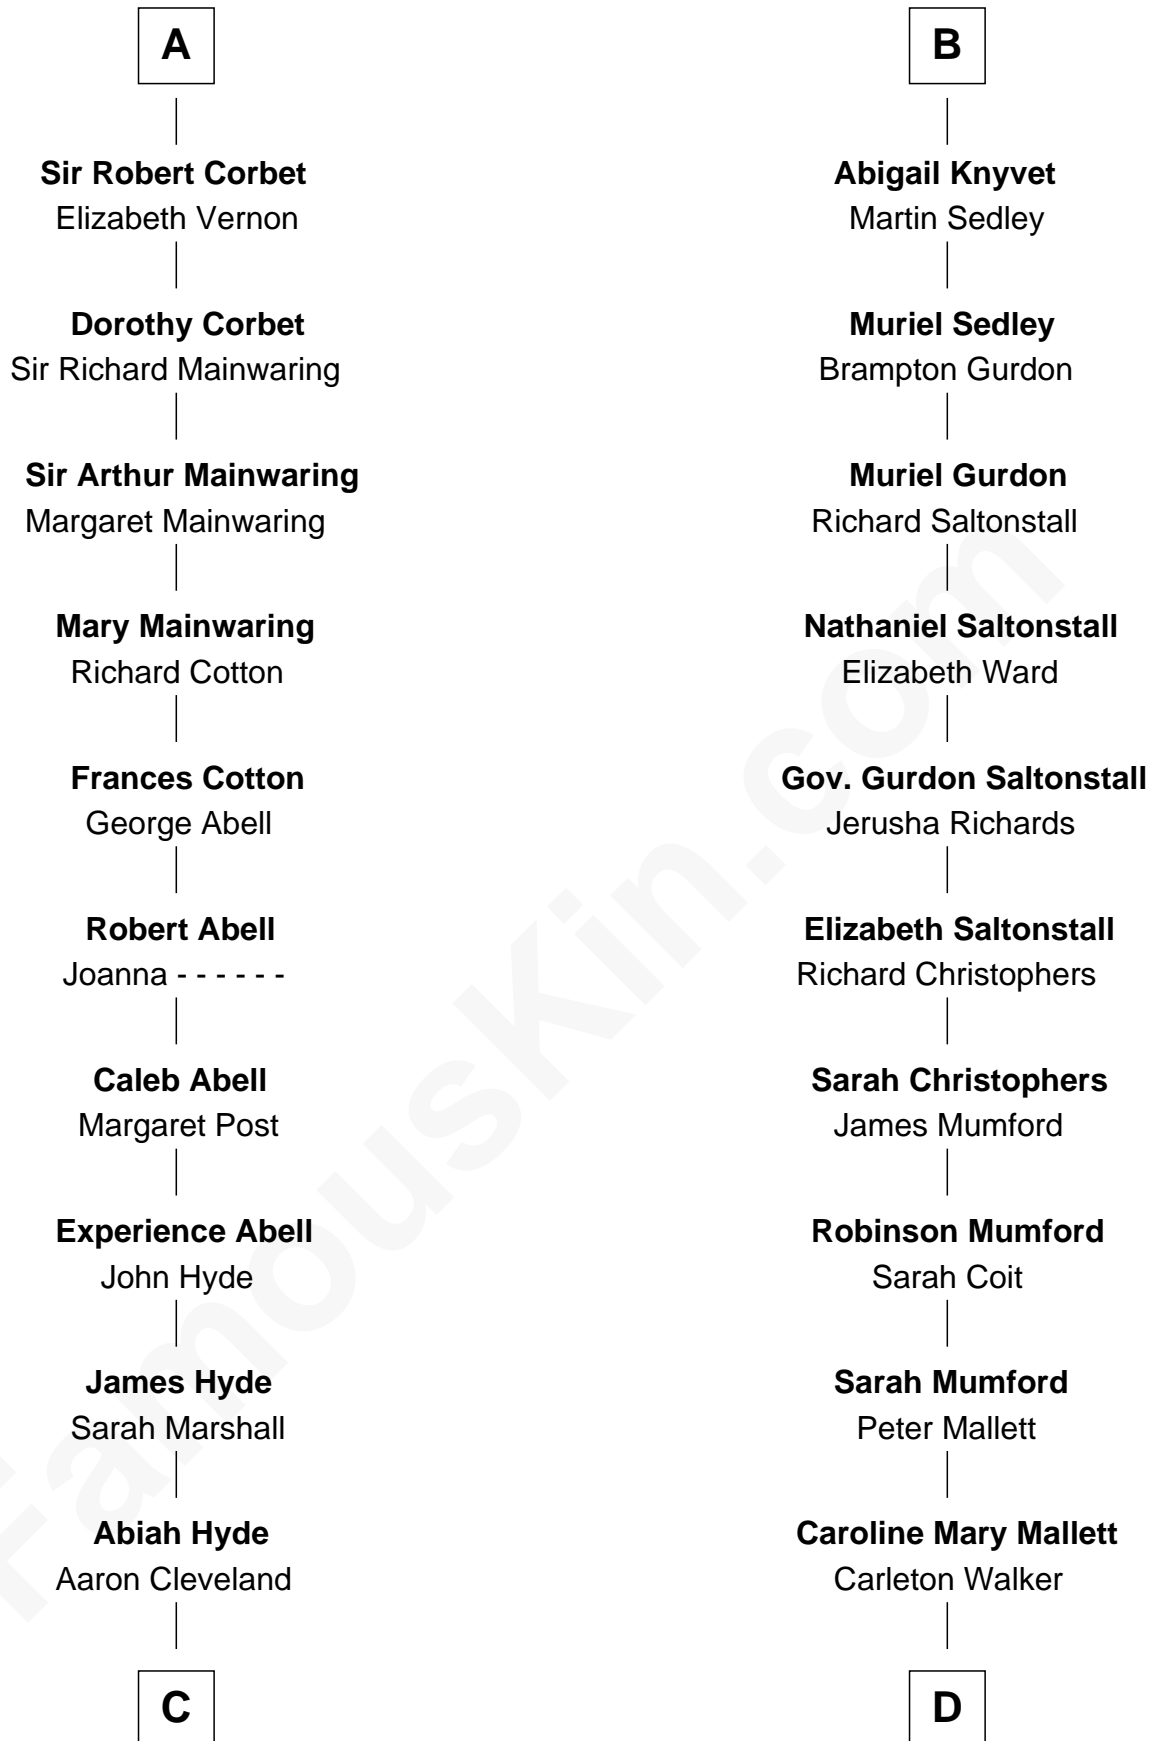 A
Sir Robert Corbet
Elizabeth Vernon
Dorothy Corbet
Sir Richard Mainwaring
Sir Arthur Mainwaring
Margaret Mainwaring
Mary Mainwaring
Richard Cotton
Frances Cotton
George Abell
Robert Abell
Joanna - - - - - -
Caleb Abell
Margaret Post
Experience Abell
John Hyde
James Hyde
Sarah Marshall
Abiah Hyde
Aaron Cleveland
C
B
Abigail Knyvet
Martin Sedley
Muriel Sedley
Brampton Gurdon
Muriel Gurdon
Richard Saltonstall
Nathaniel Saltonstall
Elizabeth Ward
Gov. Gurdon Saltonstall
Jerusha Richards
Elizabeth Saltonstall
Richard Christophers
Sarah Christophers
James Mumford
Robinson Mumford
Sarah Coit
Sarah Mumford
Peter Mallett
Caroline Mary Mallett
Carleton Walker
D
FamousKin.com